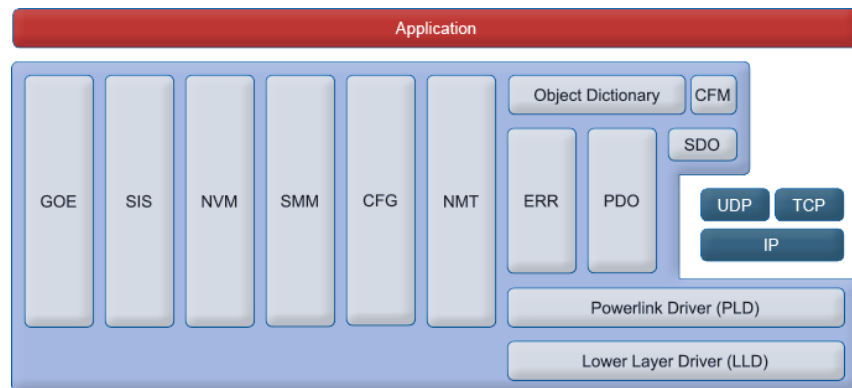 Application
Object Dictionary
CFM
SDO
GOE
SIS
NVM
SMM
CFG
NMT
ERR
PDO
UDP
TCP
IP
Powerlink Driver (PLD)
Lower Layer Driver (LLD)